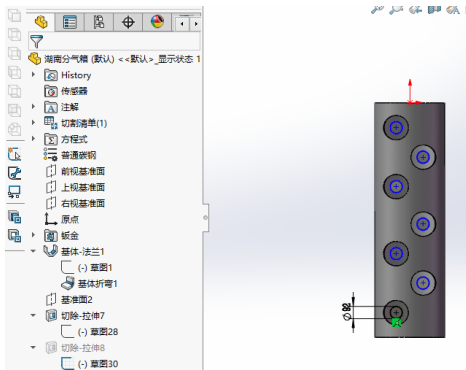 湖南分气箱 (默认) <<默认>_显示状态 1
History
传感器
注解
切割清单(1)
方程式
普通碳钢
前视基准面
上视基准面
右视基准面
原点
钣金
基体-法兰1
(-) 草图1
基体折弯1
基准面2
切除-拉伸7
(-) 草图28
切除-拉伸8
(-) 草图30
Ø 92